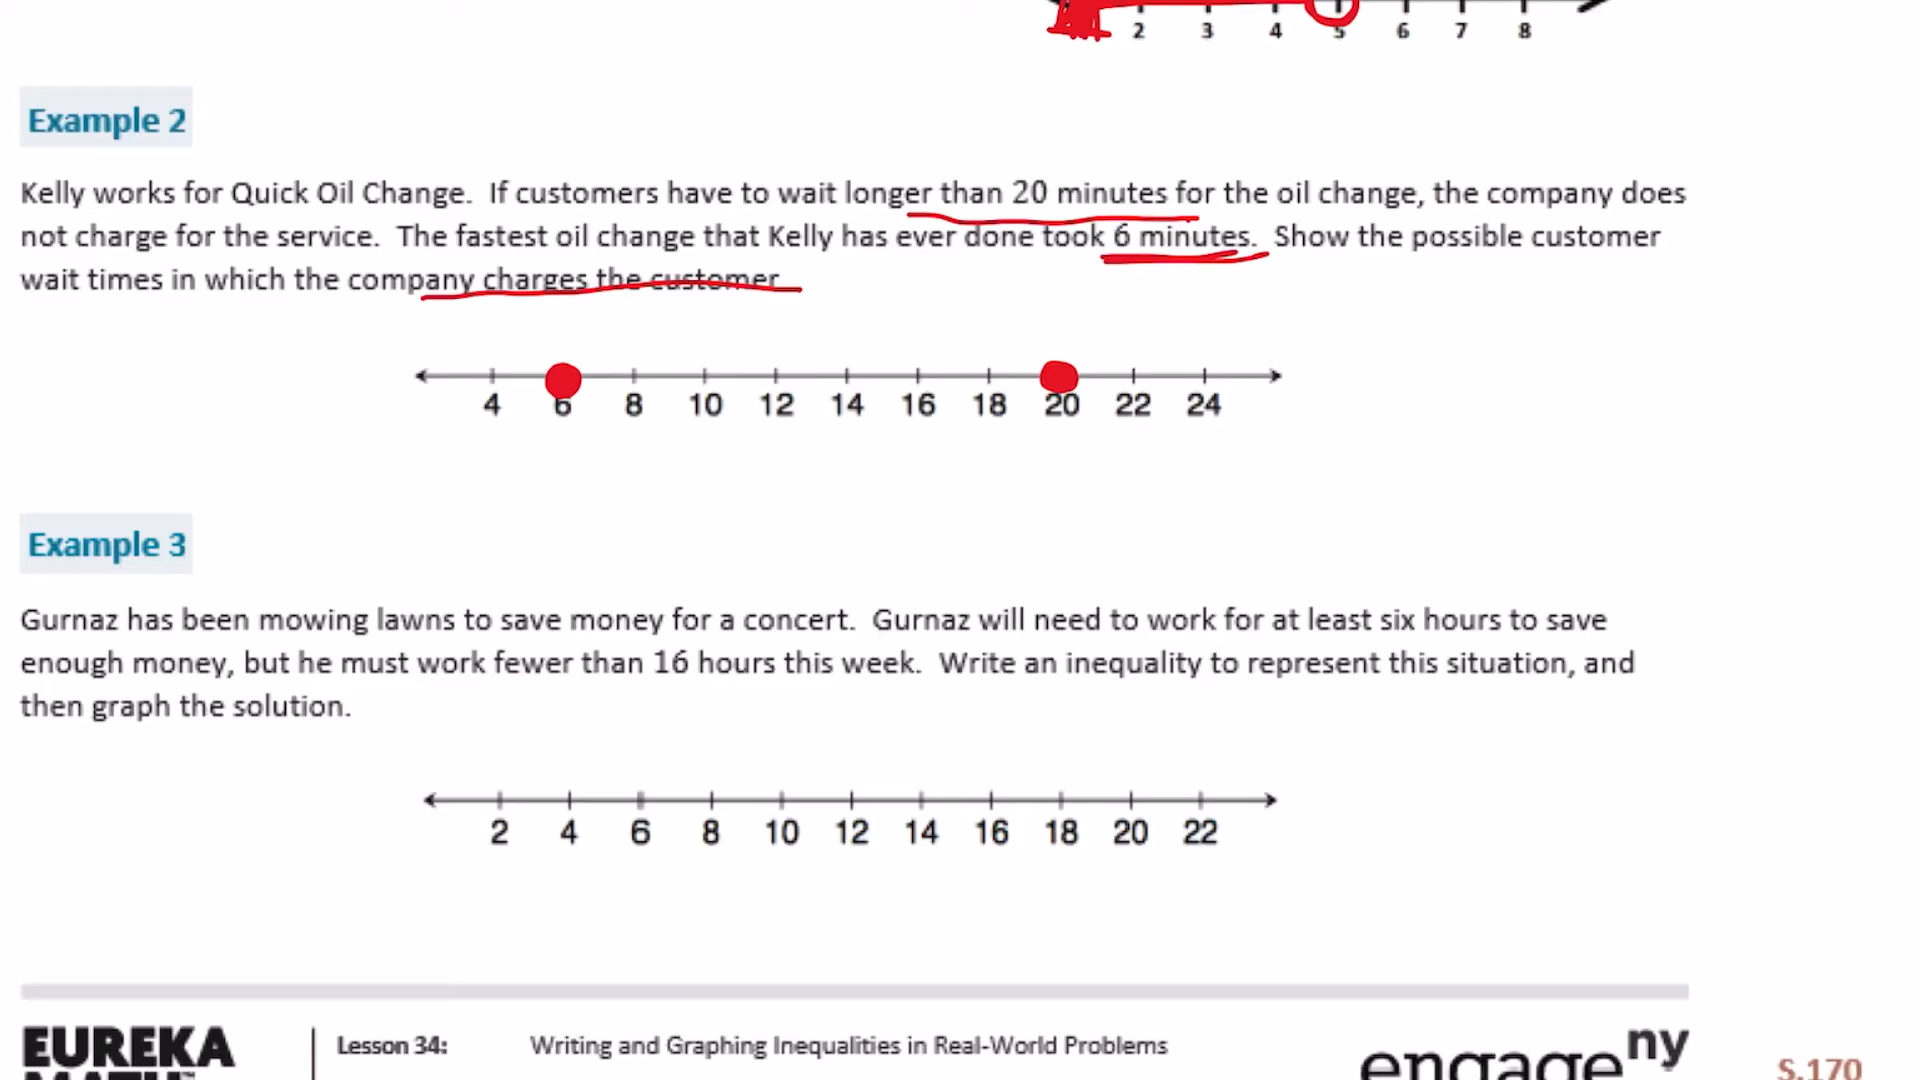 2 3 4 5 6 7 8
Example 2
Kelly works for Quick Oil Change. If customers have to wait longer than 20 minutes for the oil change, the company does
not charge for the service. The fastest oil change that Kelly has ever done took 6 minutes. Show the possible customer
wait times in which the company charges the customer.
4 6 8 10 12 14 16 18 20 22 24
Example 3
Gurnaz has been mowing lawns to save money for a concert. Gurnaz will need to work for at least six hours to save
enough money, but he must work fewer than 16 hours this week. Write an inequality to represent this situation, and
then graph the solution.
2 4 6 8 10 12 14 16 18 20 22
EUREKA
MATH™
Lesson 34: Writing and Graphing Inequalities in Real-World Problems
engage ny
S.170